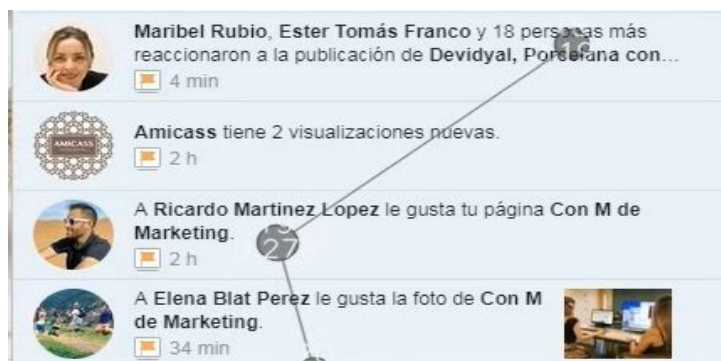 Maribel Rubio, Ester Tomás Franco y 18 personas más
reaccionaron a la publicación de Devidyal, Porcelana con...
4 min
AMICASS
Amicass tiene 2 visualizaciones nuevas.
2 h
A Ricardo Martinez Lopez le gusta tu página Con M de
Marketing.
27
2 h
A Elena Blat Perez le gusta la foto de Con M
de Marketing.
34 min